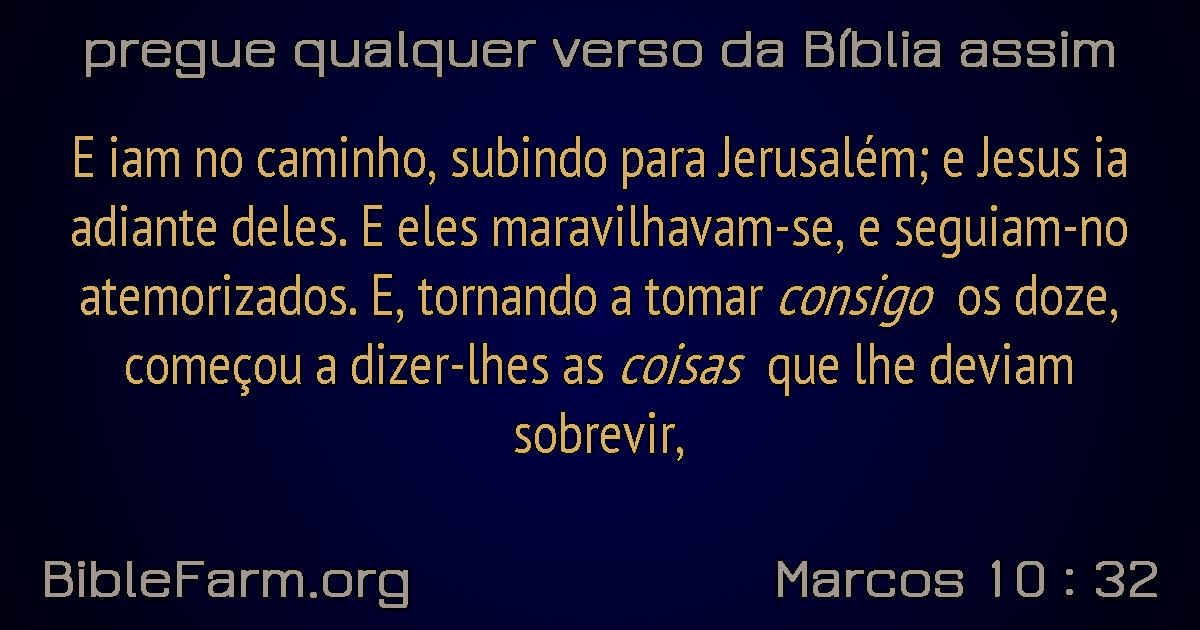 pregue qualquer verso da Bíblia assim
E iam no caminho, subindo para Jerusalém; e Jesus ia
adiante deles. E eles maravilhavam-se, e seguiam-no
atemorizados. E, tornando a tomar consigo os doze,
começou a dizer-lhes as coisas que lhe deviam
sobrevir,
BibleFarm.org
Marcos 10 : 32